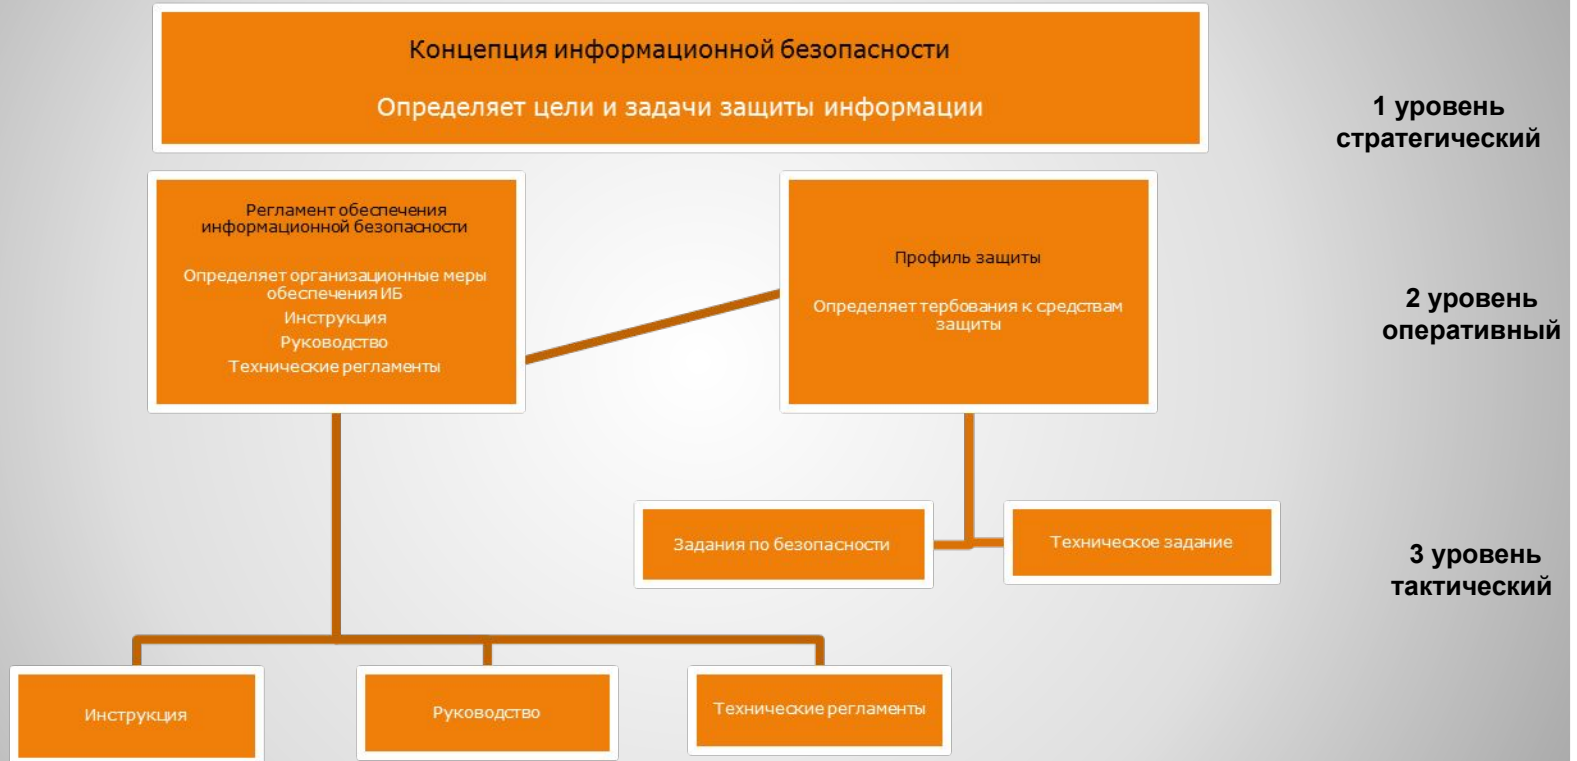 Концепция информационной безопасности
Определяет цели и задачи защиты информации
1 уровень
стратегический
Регламент обеспечения
информационной безопасности
Определяет организационные меры
обеспечения ИБ
Инструкция
Руководство
Технические регламенты
Профиль защиты
Определяет тербования к средствам
защиты
2 уровень
оперативный
Задания по безопасности
Техническое задание
3 уровень
тактический
Инструкция
Руководство
Технические регламенты